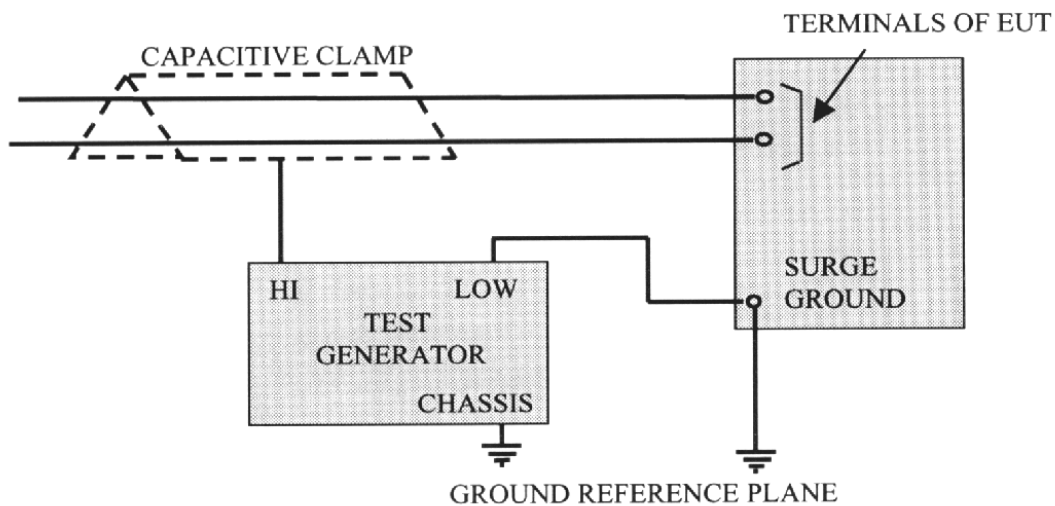 TERMINALS OF EUT
CAPACITIVE CLAMP
HI
LOW
TEST
GENERATOR
CHASSIS
SURGE
GROUND
GROUND REFERENCE PLANE